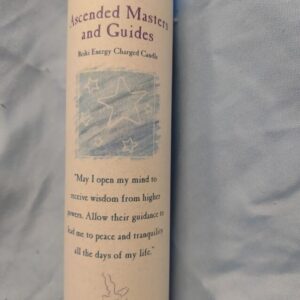 Ascended Masters
and Guides
Reiki Energy Charged Candle
"May I open my mind to
receive wisdom from higher
powers. Allow their guidance to
lead me to peace and tranquility
all the days of my life."